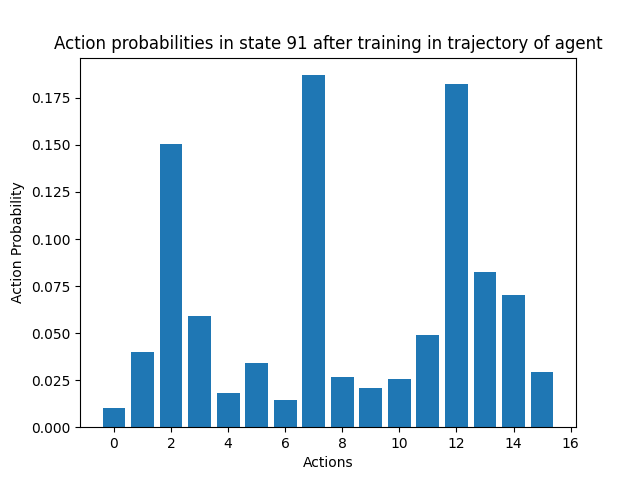 Action probabilities in state 91 after training in trajectory of agent
0.175
0.150
0.125
0.100
0.075
0.050
0.025
0.000
Action Probability
0 2 4 6 8 10 12 14 16
Actions